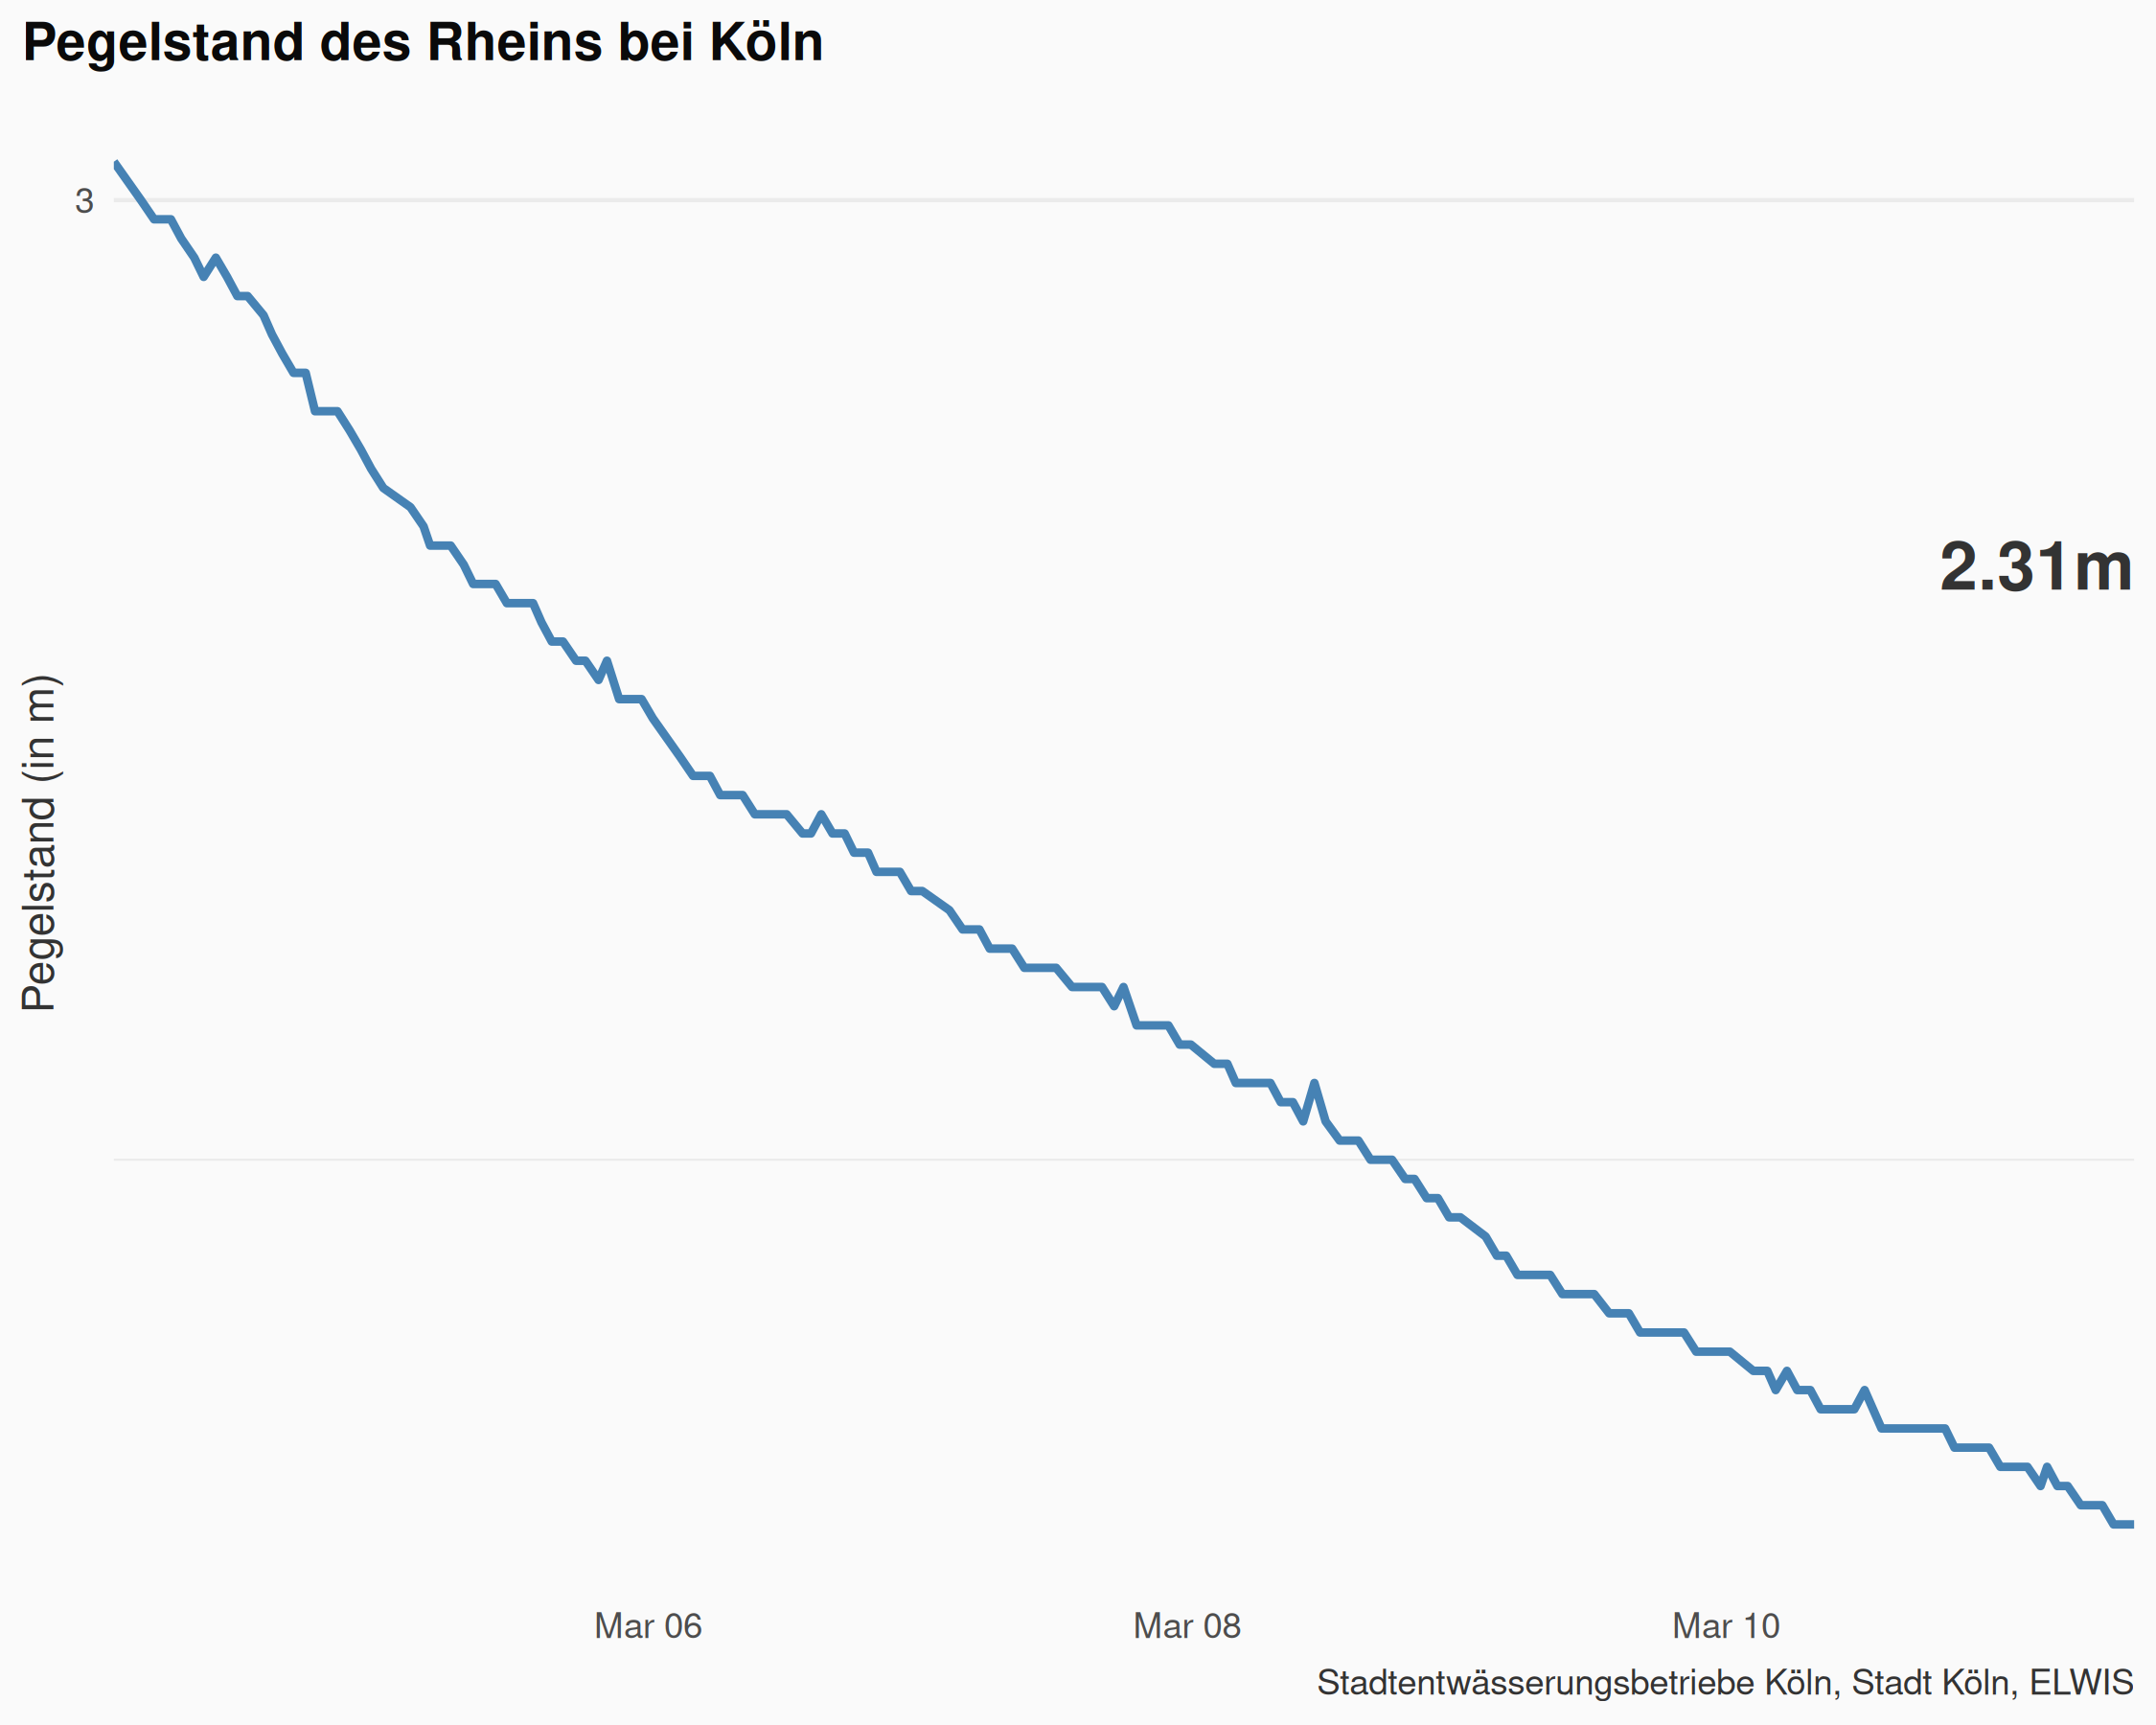 Pegelstand des Rheins bei Köln
3
2.31m
Pegelstand (in m)
Mar 06
Mar 08
Mar 10
Stadtentwässerungsbetriebe Köln, Stadt Köln, ELWIS